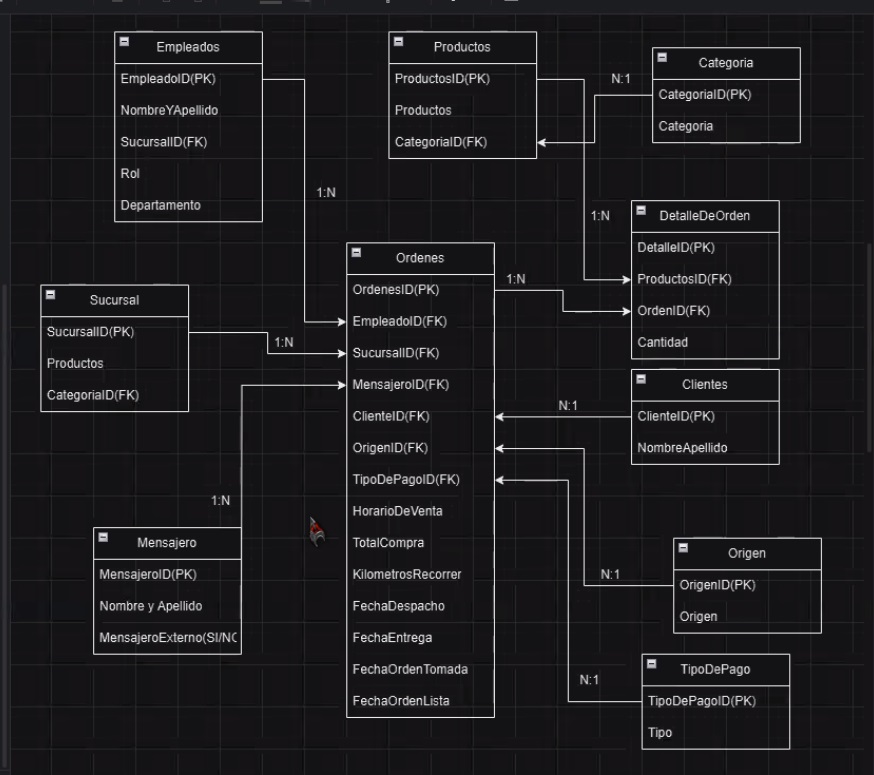 Empleados
EmpleadoID(PK)
NombreYApellido
SucursalID(FK)
Rol
Departamento
1:N
Productos
ProductosID(PK)
Productos
CategoriaID(FK)
N:1
Categoria
CategoriaID(PK)
Categoria
1:N
DetalleDeOrden
DetalleID(PK)
ProductosID(FK)
OrdenID(FK)
Cantidad
Sucursal
SucursalID(PK)
Productos
CategoriaID(FK)
1:N
Ordenes
OrdenesID(PK)
EmpleadoID(FK)
SucursalID(FK)
MensajeroID(FK)
ClienteID(FK)
OrigenID(FK)
TipoDePagoID(FK)
HorarioDeVenta
TotalCompra
KilometrosRecorrer
FechaDespacho
FechaEntrega
FechaOrdenTomada
FechaOrdenLista
1:N
Clientes
ClienteID(PK)
NombreApellido
N:1
1:N
Mensajero
MensajeroID(PK)
Nombre y Apellido
MensajeroExterno(SI/NO
Origen
OrigenID(PK)
Origen
N:1
TipoDePago
TipoDePagoID(PK)
Tipo
N:1